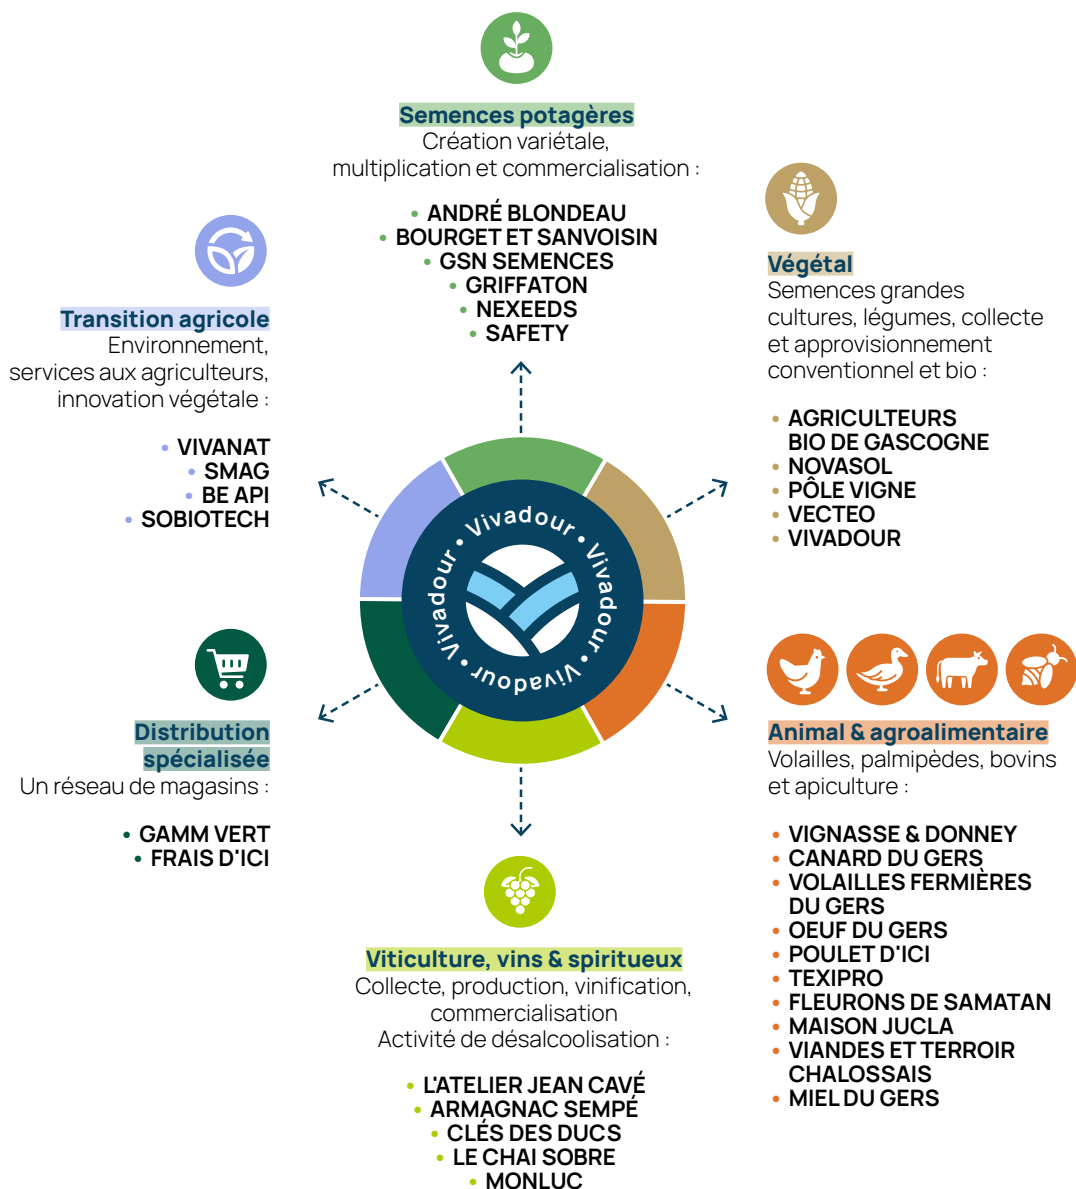 Semences potagères
Création variétale,
multiplication et commercialisation :
• ANDRÉ BLONDEAU
• BOURGET ET SANVOISIN
• GSN SEMENCES
• GRIFFATON
• NEXEEDS
• SAFETY
Végétal
Semences grandes
cultures, légumes, collecte
et approvisionnement
conventionnel et bio :
• AGRICULTEURS
BIO DE GASCOGNE
• NOVASOL
• PÔLE VIGNE
• VECTEO
• VIVADOUR
Transition agricole
Environnement,
services aux agriculteurs,
innovation végétale :
• VIVANAT
• SMAG
• BE API
• SOBIOTECH
Vivadour • Vivadour • Vivadour • Vivadour • Vivadour •
Distribution
spécialisée
Un réseau de magasins :
• GAMM VERT
• FRAIS D'ICI
Animal & agroalimentaire
Volailles, palmipèdes, bovins
et apiculture :
• VIGNASSE & DONNEY
• CANARD DU GERS
• VOLAILLES FERMIÈRES
DU GERS
• OEUF DU GERS
• POULET D'ICI
• TEXIPRO
• FLEURONS DE SAMATAN
• MAISON JUCLA
• VIANDES ET TERROIR
CHALOSSAIS
• MIEL DU GERS
Viticulture, vins & spiritueux
Collecte, production, vinification,
commercialisation
Activité de désalcoolisation :
• L'ATELIER JEAN CAVÉ
• ARMAGNAC SEMPÉ
• CLÉS DES DUCS
• LE CHAI SOBRE
• MONLUC